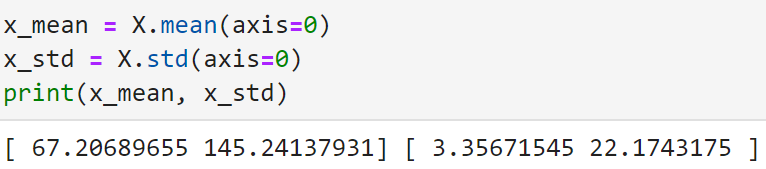 x_mean = X.mean(axis=0)
x_std = X.std(axis=0)
print(x_mean, x_std)
[ 67.20689655 145.24137931] [ 3.35671545 22.1743175 ]